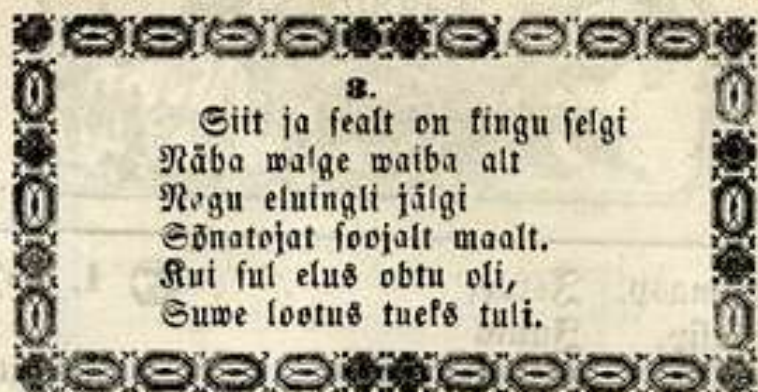 3.
Siit ja sealt on kingu selgi
Näha walge waiba alt
Nagu eluingli jälgi
Sõnatojat soojalt maalt.
Kui sul elus ohtu oli,
Suwe lootus tueks tuli.